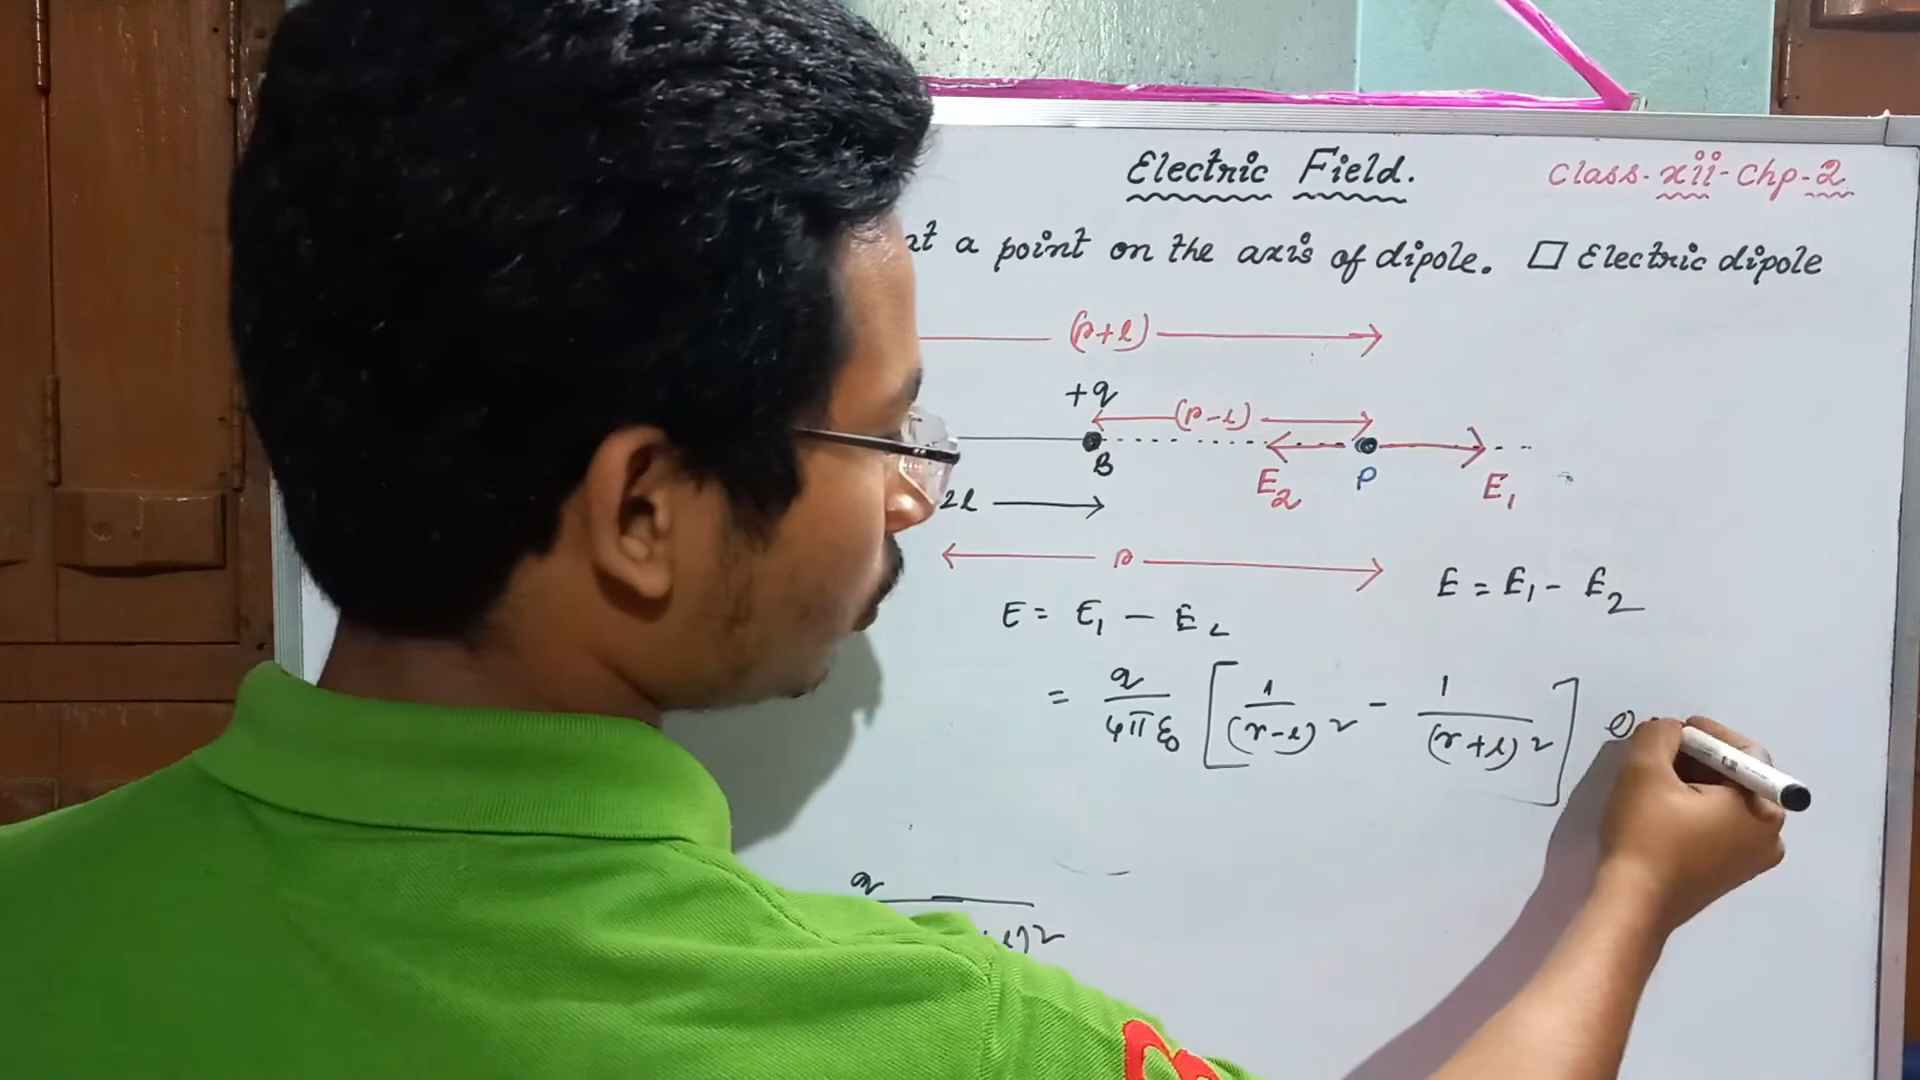 Electric Field.
Class-xii-Chp-2
at a point on the axis of dipole. □ Electric dipole
(r+l)
+q
(r-l)
B
E₂ P E₁
2l
r
E = E₁ - E₂
E = E₁ - E₂
= q/4πε₀ [1/(r-l)² - 1/(r+l)²]
q
l)²